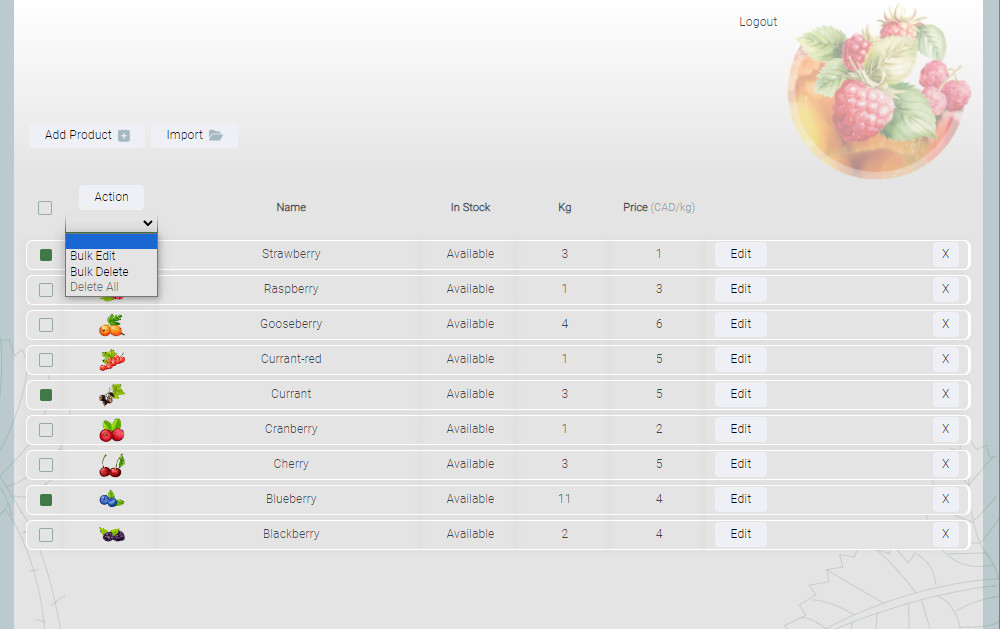 Logout
Add Product Import
Action
Name In Stock Kg Price (CAD/kg)
Bulk Edit
Bulk Delete
Delete All
Strawberry Available 3 1 Edit X
Raspberry Available 1 3 Edit X
Gooseberry Available 4 6 Edit X
Currant-red Available 1 5 Edit X
Currant Available 3 5 Edit X
Cranberry Available 1 2 Edit X
Cherry Available 3 5 Edit X
Blueberry Available 11 4 Edit X
Blackberry Available 2 4 Edit X